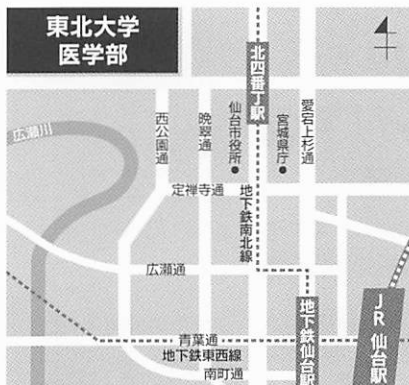 東北大学
医学部
北四番丁駅
広瀬川
西公園通
晩翠通
仙台市役所
宮城県庁
愛宕上杉通
定禅寺通
地下鉄南北線
広瀬通
地下鉄仙台駅
JR 仙台駅
青葉通
地下鉄東西線
南町通